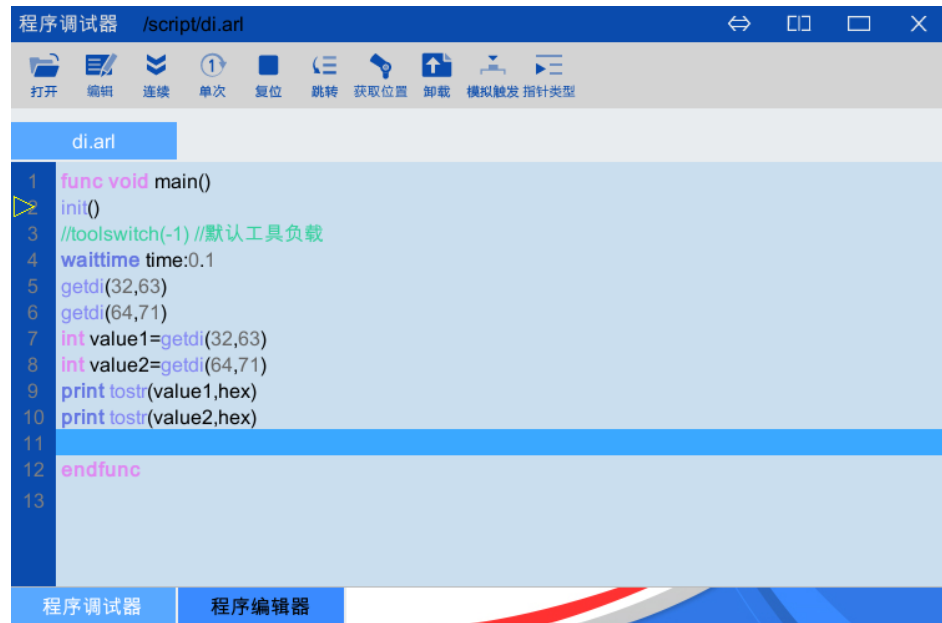 程序调试器 /script/di.arl
打开 编辑 连续 单次 复位 跳转 获取位置 卸载 模拟触发 指针类型
di.arl
1 func void main()
2 init()
3 //toolswitch(-1) //默认工具负载
4 waittime time:0.1
5 getdi(32,63)
6 getdi(64,71)
7 int value1=getdi(32,63)
8 int value2=getdi(64,71)
9 print tostr(value1,hex)
10 print tostr(value2,hex)
11
12 endfunc
13
程序调试器 程序编辑器